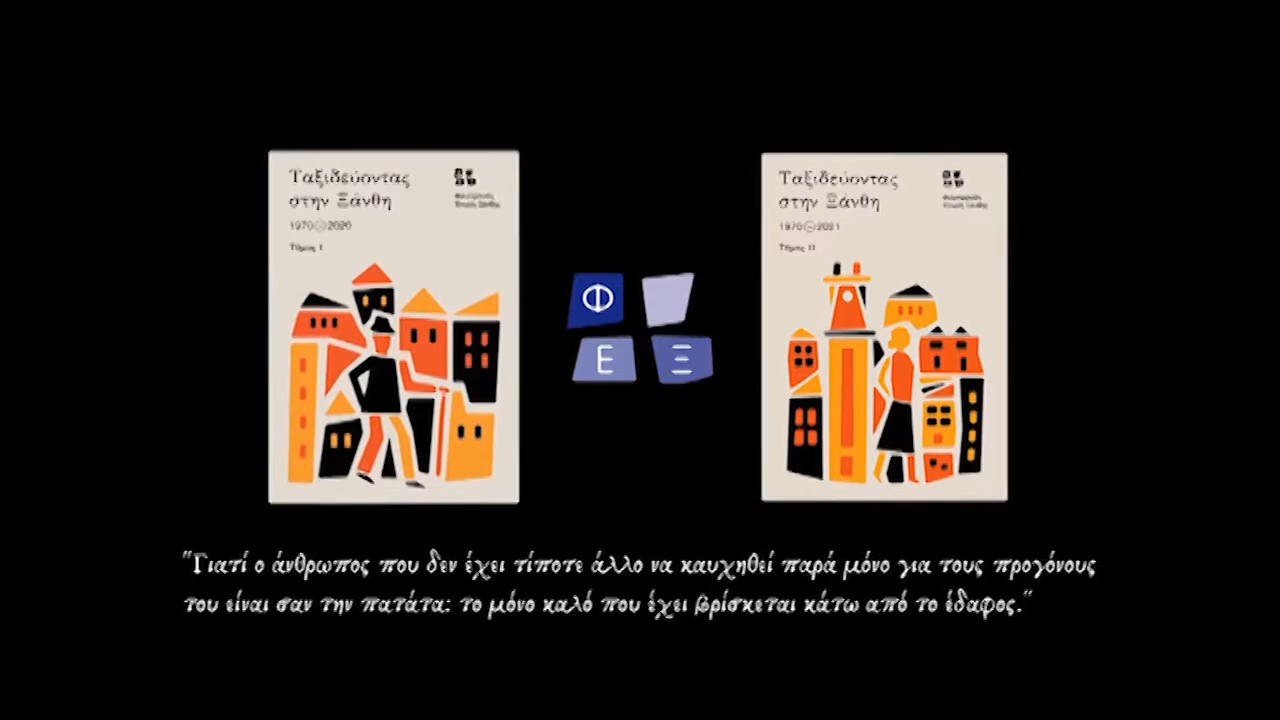 Ταξιδεύοντας
στην Ξάνθη
1970-2020
Τόμος Ι
Ταξιδεύοντας
στην Ξάνθη
1970-2021
Τόμος ΙΙ
Φ
Ε Ξ
"Γιατί ο άνθρωπος που δεν έχει τίποτε άλλο να καυχηθεί παρά μόνο για τους προγόνους
του είναι σαν την πατάτα: το μόνο καλό που έχει βρίσκεται κάτω από το έδαφος."